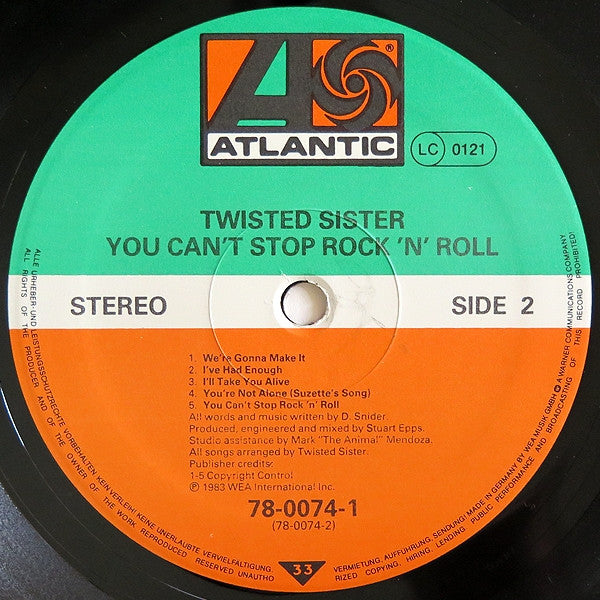 ATLANTIC
®
LC 0121
TWISTED SISTER
YOU CAN'T STOP ROCK 'N' ROLL
STEREO
SIDE 2
1. We're Gonna Make It
2. I've Had Enough
3. I'll Take You Alive
4. You're Not Alone (Suzette's Song)
5. You Can't Stop Rock 'n' Roll
All words and music written by D. Snider.
Produced, engineered and mixed by Stuart Epps.
Studio assistance by Mark "The Animal" Mendoza.
All songs arranged by Twisted Sister.
Publisher credits:
1-5 Copyright Control
℗ 1983 WEA International Inc.
78-0074-1
(78-0074-2)
33
ALLE URHEBER- UND LEISTUNGSSCHUTZRECHTE VORBEHALTEN. KEIN VERLEIH! KEINE UNERLAUBTE VERVIELFÄLTIGUNG, VERMIETUNG, AUFFÜHRUNG, SENDUNG! MADE IN GERMANY BY WEA MUSIK GMBH A WARNER COMMUNICATIONS COMPANY
ALL RIGHTS OF THE PRODUCER AND OF THE OWNER OF THE WORK REPRODUCED RESERVED UNAUTHORIZED COPYING, HIRING, LENDING PUBLIC PERFORMANCE AND BROADCASTING OF THIS RECORD PROHIBITED!